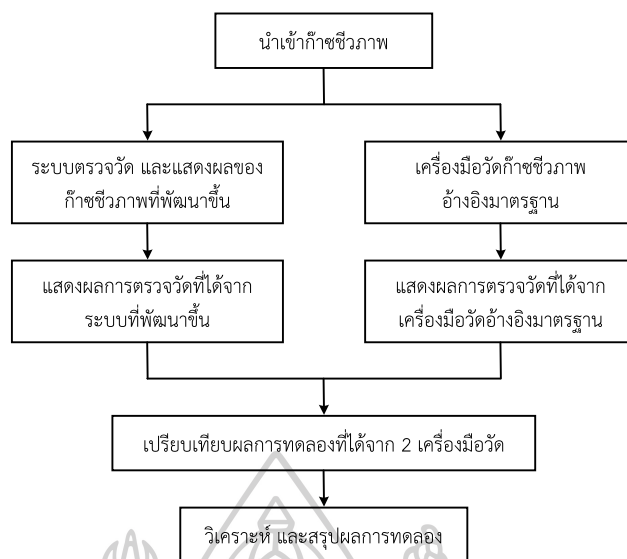 นำเข้าก๊าซชีวภาพ
ระบบตรวจวัด และแสดงผลของ
ก๊าซชีวภาพที่พัฒนาขึ้น
เครื่องมือวัดก๊าซชีวภาพ
อ้างอิงมาตรฐาน
แสดงผลการตรวจวัดที่ได้จาก
ระบบที่พัฒนาขึ้น
แสดงผลการตรวจวัดที่ได้จาก
เครื่องมือวัดอ้างอิงมาตรฐาน
เปรียบเทียบผลการทดลองที่ได้จาก 2 เครื่องมือวัด
วิเคราะห์ และสรุปผลการทดลอง